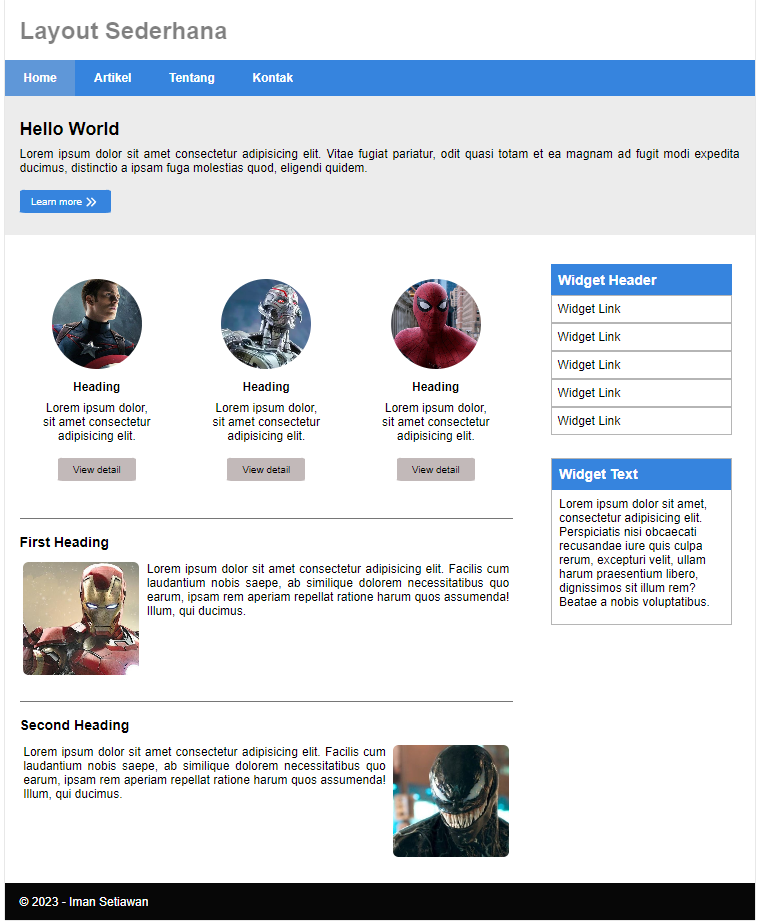 Layout Sederhana
Home Artikel Tentang Kontak
Hello World
Lorem ipsum dolor sit amet consectetur adipisicing elit. Vitae fugiat pariatur, odit quasi totam et ea magnam ad fugit modi expedita
ducimus, distinctio a ipsam fuga molestias quod, eligendi quidem.
Learn more
Heading
Lorem ipsum dolor,
sit amet consectetur
adipisicing elit.
View detail
Heading
Lorem ipsum dolor,
sit amet consectetur
adipisicing elit.
View detail
Heading
Lorem ipsum dolor,
sit amet consectetur
adipisicing elit.
View detail
First Heading
Lorem ipsum dolor sit amet consectetur adipisicing elit. Facilis cum
laudantium nobis saepe, ab similique dolorem necessitatibus quo
earum, ipsam rem aperiam repellat ratione harum quos assumenda!
Illum, qui ducimus.
Second Heading
Lorem ipsum dolor sit amet consectetur adipisicing elit. Facilis cum
laudantium nobis saepe, ab similique dolorem necessitatibus quo
earum, ipsam rem aperiam repellat ratione harum quos assumenda!
Illum, qui ducimus.
Widget Header
Widget Link
Widget Link
Widget Link
Widget Link
Widget Link
Widget Text
Lorem ipsum dolor sit amet,
consectetur adipisicing elit.
Perspiciatis nisi obcaecati
recusandae iure quis culpa
rerum, excepturi velit, ullam
harum praesentium libero,
dignissimos sit illum rem?
Beatae a nobis voluptatibus.
© 2023 - Iman Setiawan